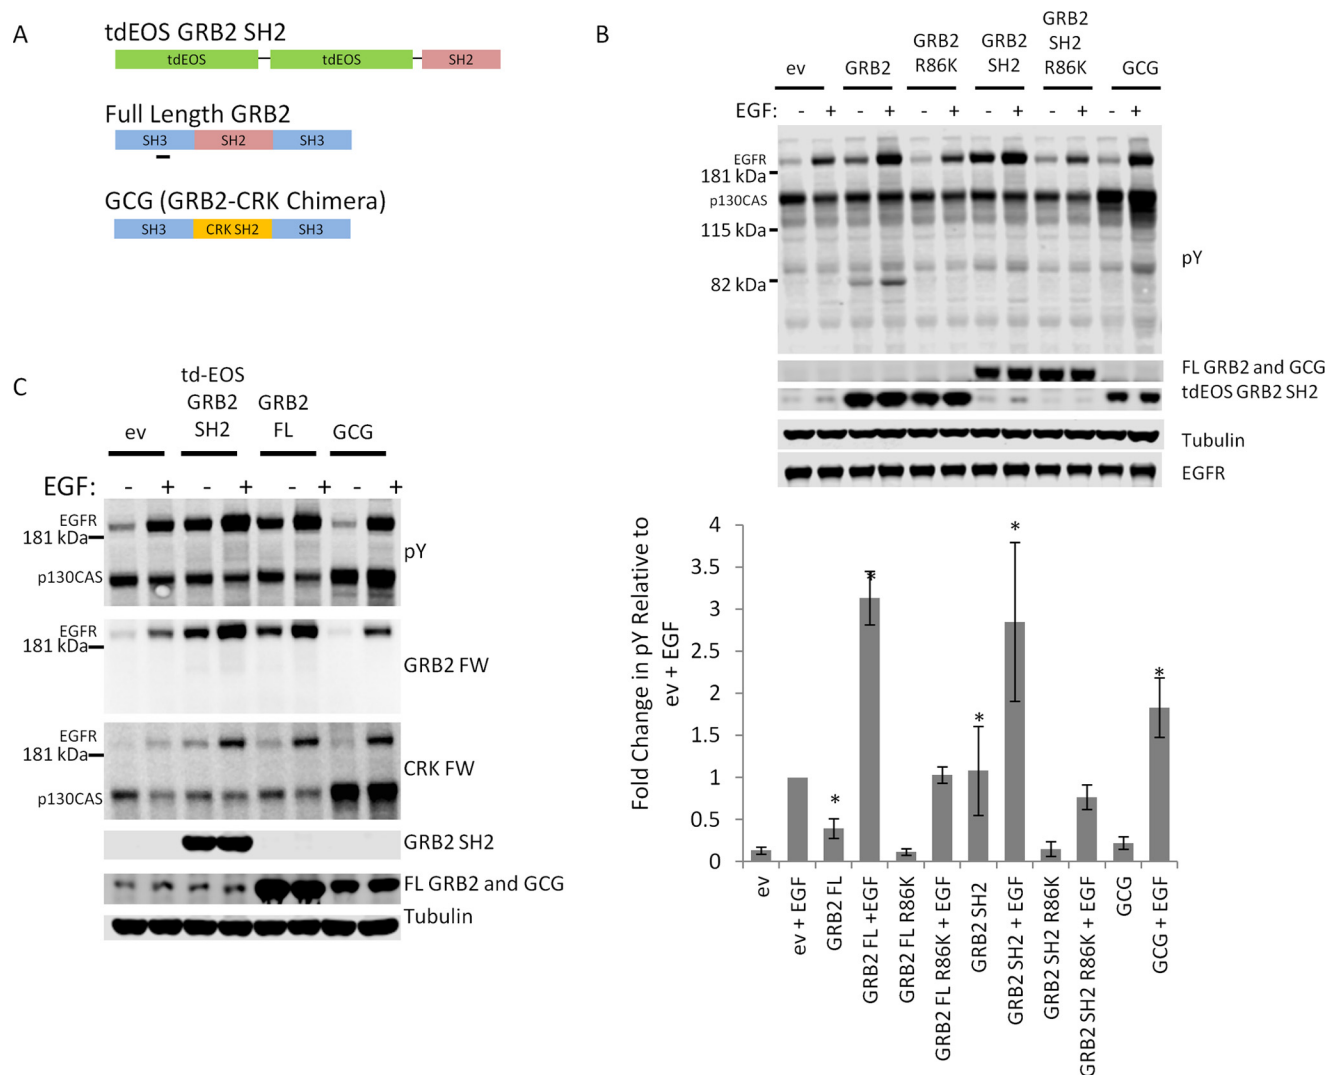 A
tdEOS GRB2 SH2
tdEOS tdEOS SH2
Full Length GRB2
SH3 SH2 SH3
GCG (GRB2-CRK Chimera)
SH3 CRK SH2 SH3
B
ev GRB2 GRB2 R86K GRB2 SH2 GRB2 SH2 R86K GCG
EGF: - + - + - + - + - + - +
EGFR
181 kDa
p130CAS
115 kDa
82 kDa
pY
FL GRB2 and GCG
tdEOS GRB2 SH2
Tubulin
EGFR
Fold Change in pY Relative to
ev + EGF
4
3.5
3
2.5
2
1.5
1
0.5
0
* * * * *
ev
ev + EGF
GRB2 FL
GRB2 FL +EGF
GRB2 FL R86K
GRB2 FL R86K + EGF
GRB2 SH2
GRB2 SH2 + EGF
GRB2 SH2 R86K
GRB2 SH2 R86K + EGF
GCG
GCG + EGF
C
ev td-EOS GRB2 SH2 GRB2 FL GCG
EGF: - + - + - + - +
EGFR
181 kDa
p130CAS
pY
EGFR
181 kDa
GRB2 FW
EGFR
181 kDa
p130CAS
CRK FW
GRB2 SH2
FL GRB2 and GCG
Tubulin